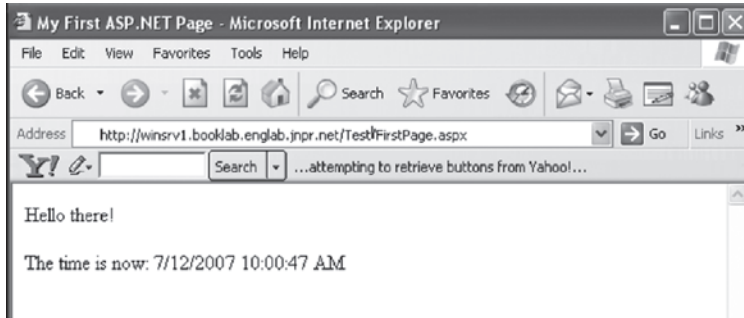 My First ASP.NET Page - Microsoft Internet Explorer
File Edit View Favorites Tools Help
Back Search Favorites
Address http://winsrv1.booklab.englab.jnpr.net/Test/FirstPage.aspx Go Links »
Y! Search ...attempting to retrieve buttons from Yahoo!...
Hello there!
The time is now: 7/12/2007 10:00:47 AM